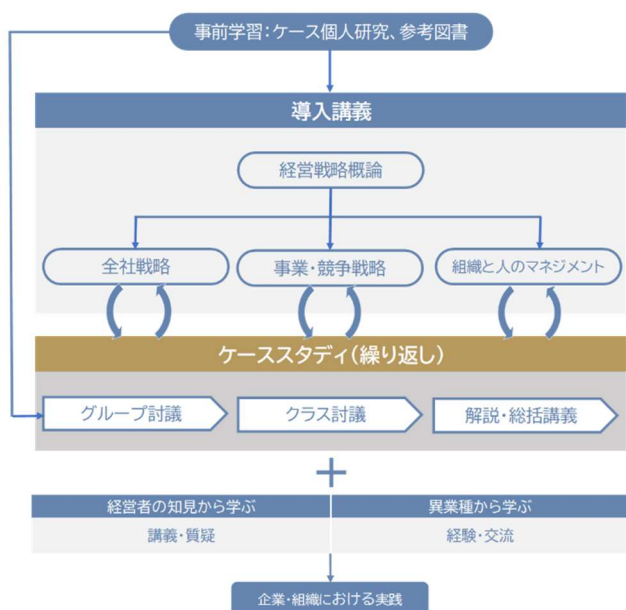 事前学習：ケース個人研究、参考図書
導入講義
経営戦略概論
全社戦略
事業・競争戦略
組織と人のマネジメント
ケーススタディ（繰り返し）
グループ討議
クラス討議
解説・総括講義
＋
経営者の知見から学ぶ
異業種から学ぶ
講義・質疑
経験・交流
企業・組織における実践